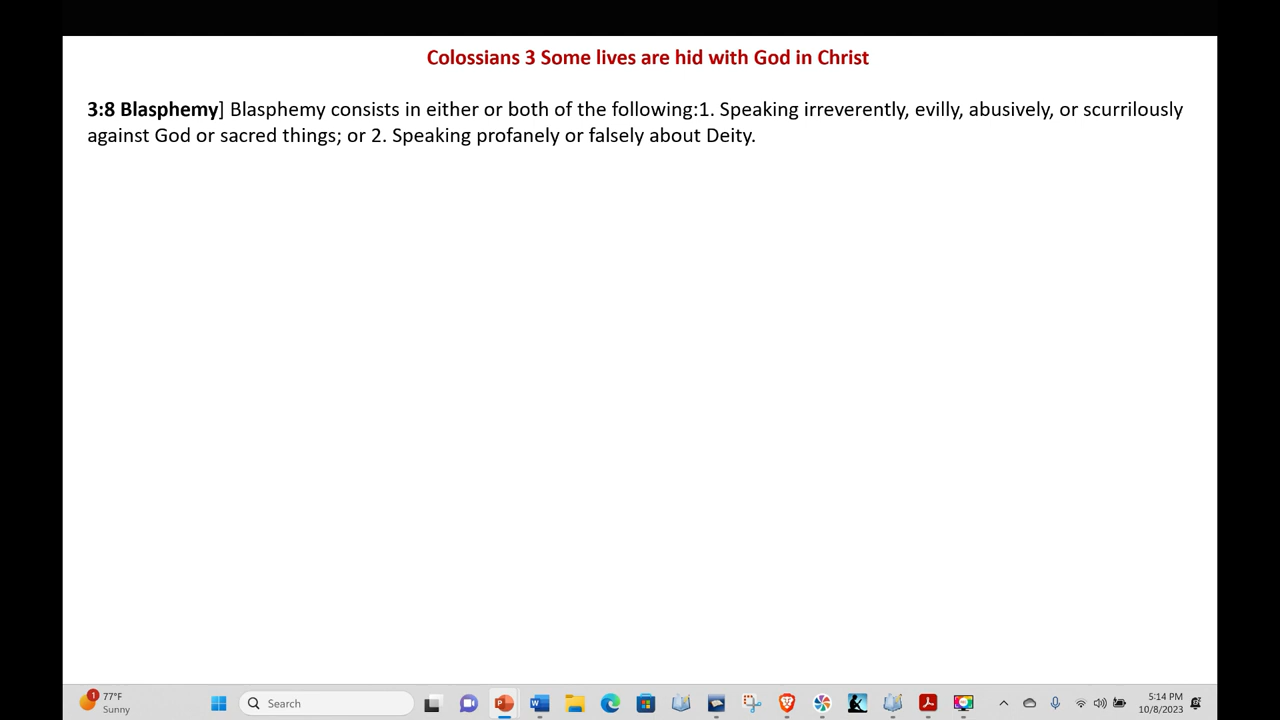 Colossians 3 Some lives are hid with God in Christ
3:8 Blasphemy] Blasphemy consists in either or both of the following:1. Speaking irreverently, evilly, abusively, or scurrilously
against God or sacred things; or 2. Speaking profanely or falsely about Deity.
1
77°F
Sunny
Search
5:14 PM
10/8/2023